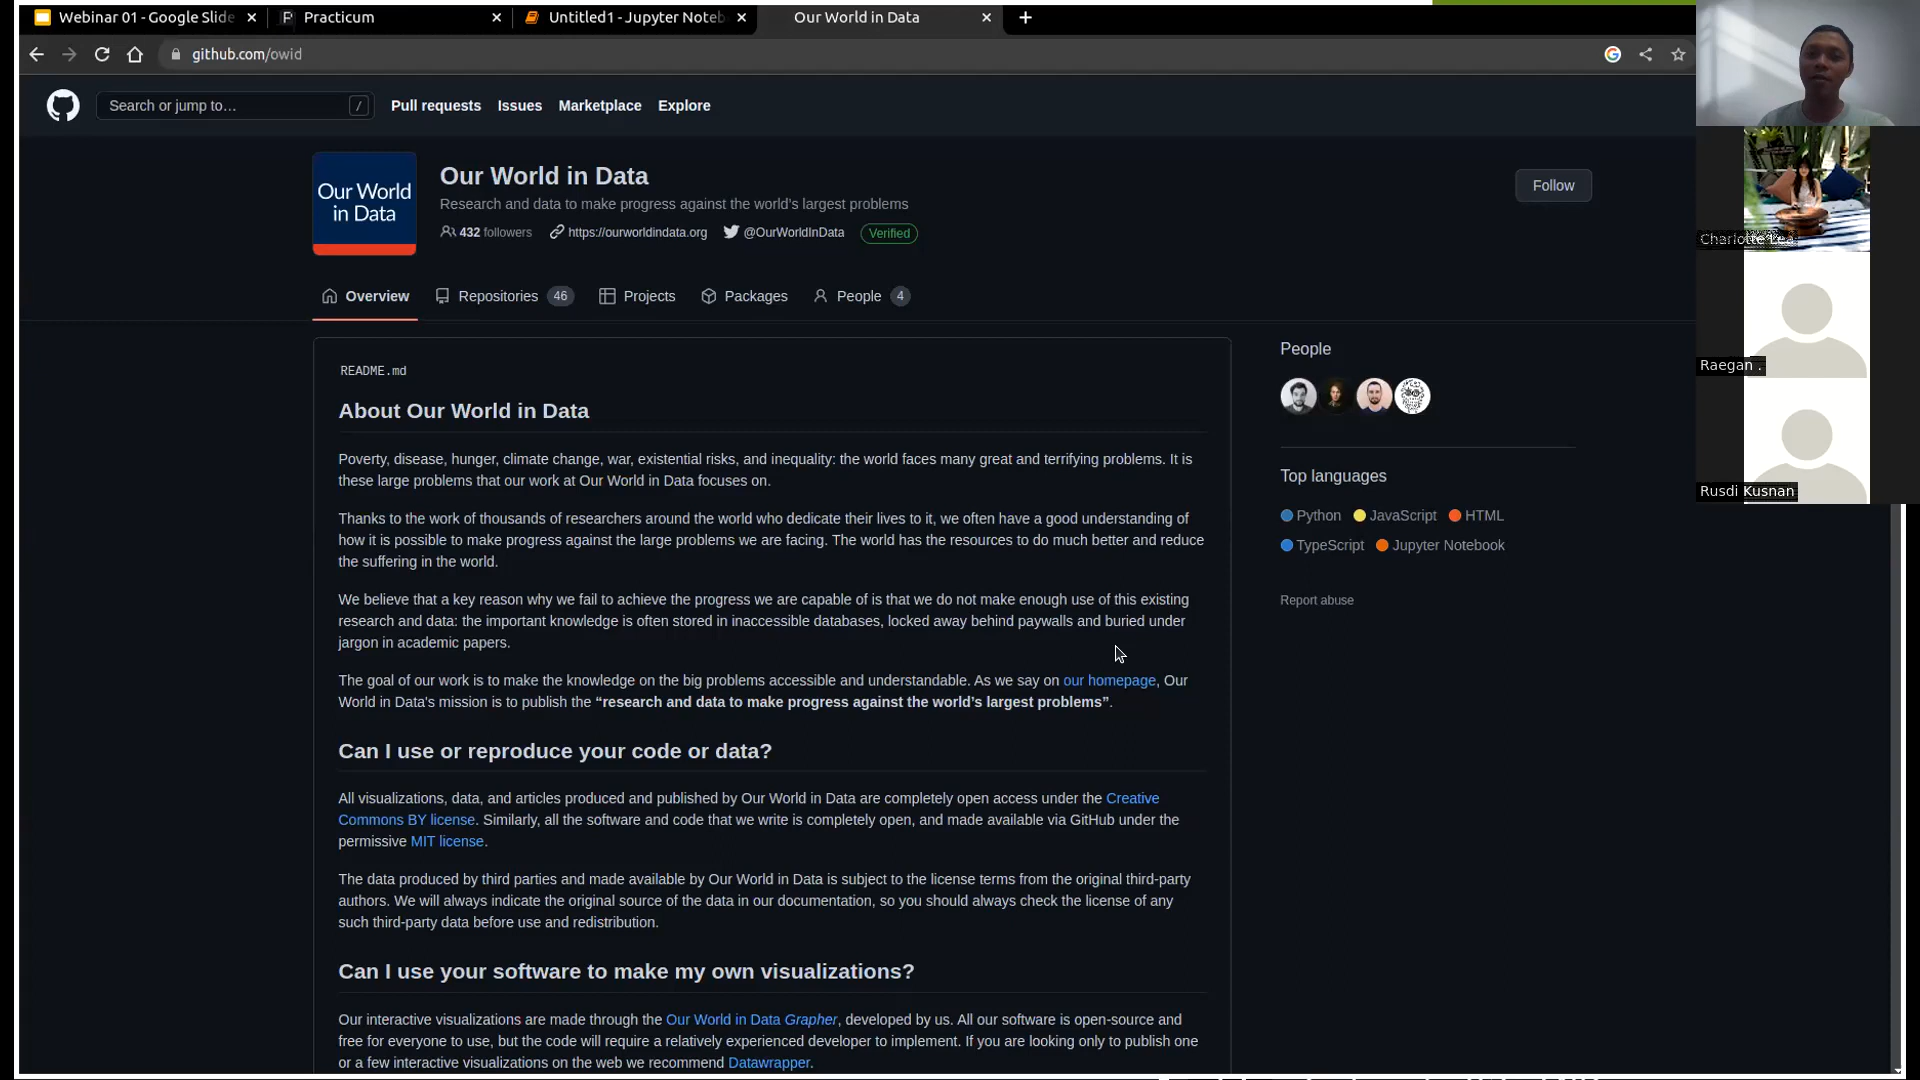 Webinar 01 - Google Slide
Practicum
Untitled1 - Jupyter Noteb
Our World in Data
github.com/owid
Search or jump to…
/
Pull requests
Issues
Marketplace
Explore
Our World
in Data
Our World in Data
Research and data to make progress against the world's largest problems
432 followers
https://ourworldindata.org
@OurWorldInData
Verified
Follow
Overview
Repositories 46
Projects
Packages
People 4
README.md
About Our World in Data
Poverty, disease, hunger, climate change, war, existential risks, and inequality: the world faces many great and terrifying problems. It is
these large problems that our work at Our World in Data focuses on.
Thanks to the work of thousands of researchers around the world who dedicate their lives to it, we often have a good understanding of
how it is possible to make progress against the large problems we are facing. The world has the resources to do much better and reduce
the suffering in the world.
We believe that a key reason why we fail to achieve the progress we are capable of is that we do not make enough use of this existing
research and data: the important knowledge is often stored in inaccessible databases, locked away behind paywalls and buried under
jargon in academic papers.
The goal of our work is to make the knowledge on the big problems accessible and understandable. As we say on our homepage, Our
World in Data's mission is to publish the “research and data to make progress against the world’s largest problems”.
Can I use or reproduce your code or data?
All visualizations, data, and articles produced and published by Our World in Data are completely open access under the Creative
Commons BY license. Similarly, all the software and code that we write is completely open, and made available via GitHub under the
permissive MIT license.
The data produced by third parties and made available by Our World in Data is subject to the license terms from the original third-party
authors. We will always indicate the original source of the data in our documentation, so you should always check the license of any
such third-party data before use and redistribution.
Can I use your software to make my own visualizations?
Our interactive visualizations are made through the Our World in Data Grapher, developed by us. All our software is open-source and
free for everyone to use, but the code will require a relatively experienced developer to implement. If you are looking only to publish one
or a few interactive visualizations on the web we recommend Datawrapper.
People
Top languages
Python JavaScript HTML
TypeScript Jupyter Notebook
Report abuse
Charlotte
Raegan .
Rusdi Kusnan